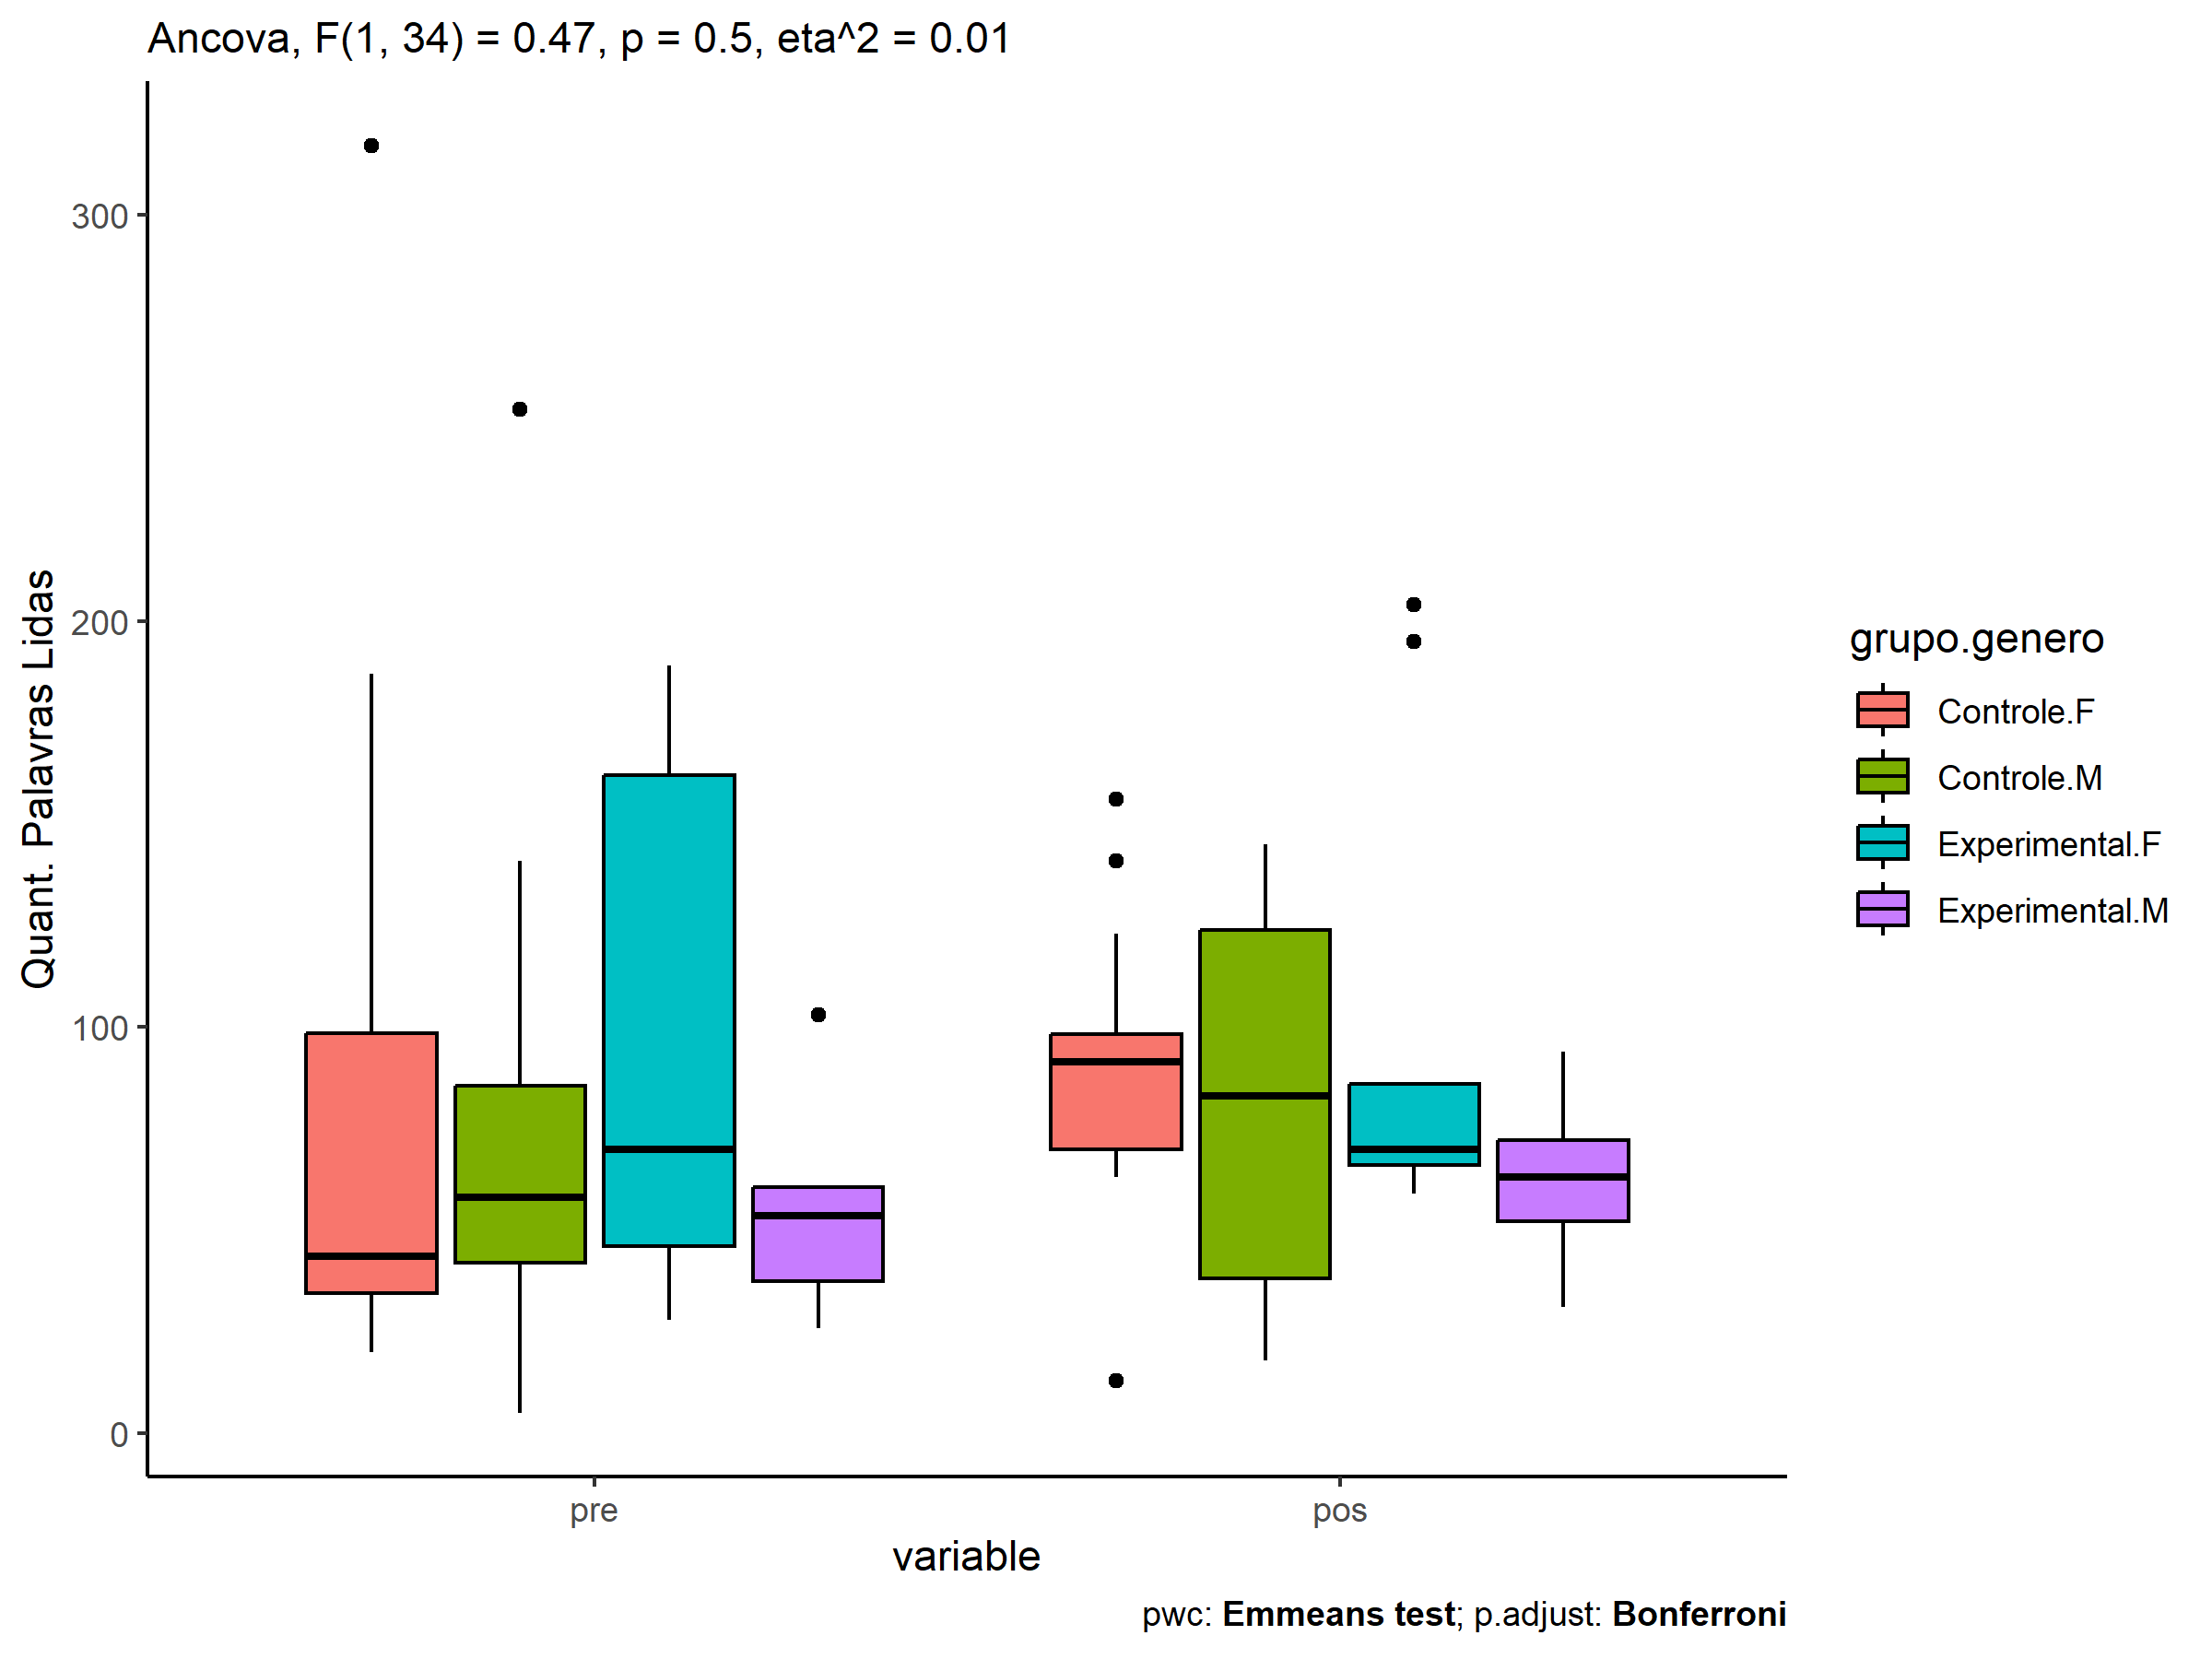 Ancova, F(1, 34) = 0.47, p = 0.5, eta^2 = 0.01
Quant. Palavras Lidas
300
200
100
0
pre
pos
variable
grupo.genero
Controle.F
Controle.M
Experimental.F
Experimental.M
pwc: Emmeans test; p.adjust: Bonferroni